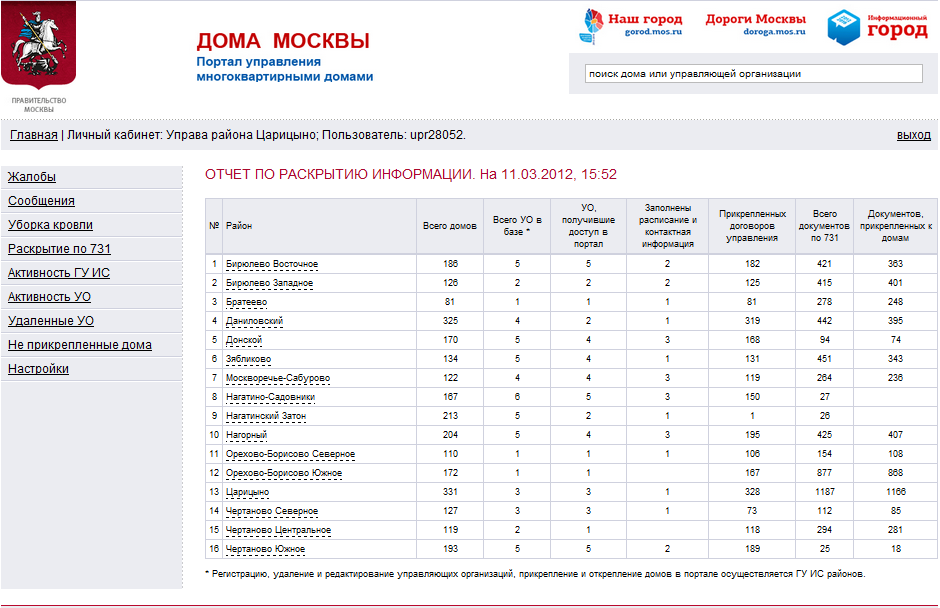 ПРАВИТЕЛЬСТВО
МОСКВЫ
ДОМА МОСКВЫ
Портал управления
многоквартирными домами
Наш город
gorod.mos.ru
Дороги Москвы
doroga.mos.ru
Информационный
город
поиск дома или управляющей организации
Главная | Личный кабинет: Управа района Царицыно; Пользователь: upr28052.
выход
Жалобы
Сообщения
Уборка кровли
Раскрытие по 731
Активность ГУ ИС
Активность УО
Удаленные УО
Не прикрепленные дома
Настройки
ОТЧЕТ ПО РАСКРЫТИЮ ИНФОРМАЦИИ. На 11.03.2012, 15:52
№ Район Всего домов Всего УО в базе * УО, получившие доступ в портал Заполнены расписание и контактная информация Прикрепленных договоров управления Всего документов по 731 Документов, прикрепленных к домам
1 Бирюлево Восточное 186 5 5 2 182 421 363
2 Бирюлево Западное 126 2 2 2 125 415 401
3 Братеево 81 1 1 1 81 278 248
4 Даниловский 325 4 2 1 319 442 395
5 Донской 170 5 4 3 168 94 74
6 Зябликово 134 5 4 1 131 451 343
7 Москворечье-Сабурово 122 4 4 3 119 264 236
8 Нагатино-Садовники 167 6 5 3 150 27
9 Нагатинский Затон 213 5 2 1 1 26
10 Нагорный 204 5 4 3 195 425 407
11 Орехово-Борисово Северное 110 1 1 1 106 154 108
12 Орехово-Борисово Южное 172 1 1 167 877 868
13 Царицыно 331 3 3 1 328 1187 1166
14 Чертаново Северное 127 3 3 1 73 112 85
15 Чертаново Центральное 119 2 1 118 294 281
16 Чертаново Южное 193 5 5 2 189 25 18
* Регистрацию, удаление и редактирование управляющих организаций, прикрепление и открепление домов в портале осуществляется ГУ ИС районов.